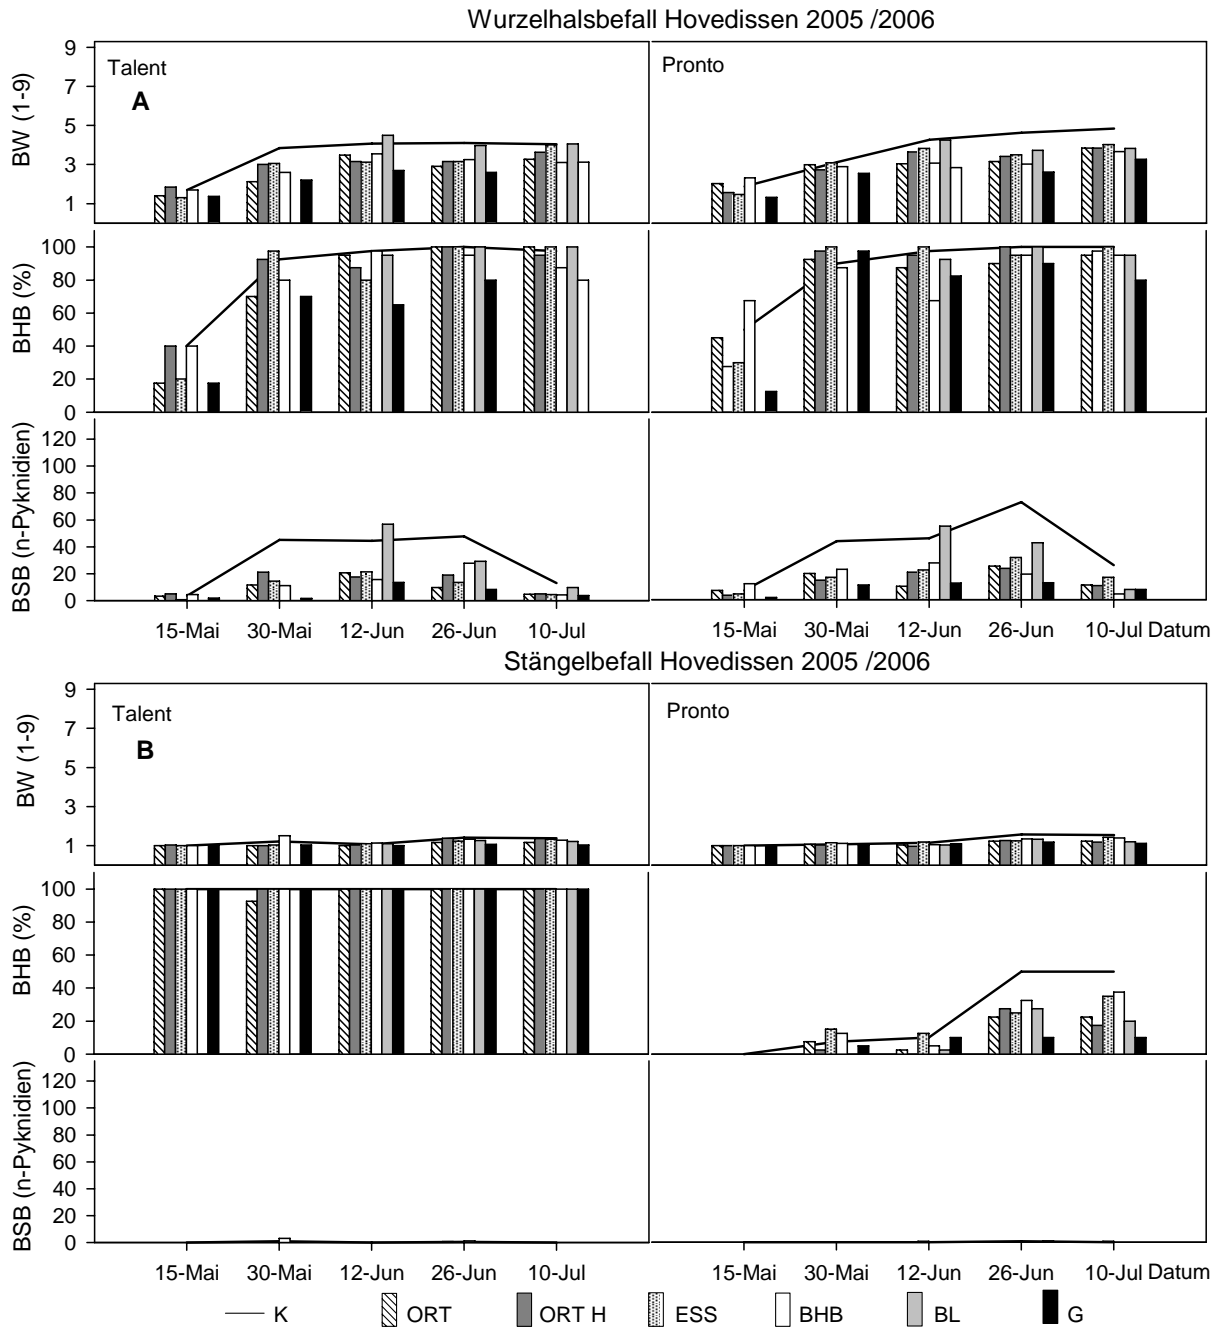 Wurzelhalsbefall Hovedissen 2005 /2006
Talent
A
Pronto
BW (1-9)
9
7
5
3
1
BHB (%)
100
80
60
40
20
0
BSB (n-Pyknidien)
120
100
80
60
40
20
0
15-Mai 30-Mai 12-Jun 26-Jun 10-Jul 15-Mai 30-Mai 12-Jun 26-Jun 10-Jul Datum
Stängelbefall Hovedissen 2005 /2006
Talent
B
Pronto
BW (1-9)
9
7
5
3
1
BHB (%)
100
80
60
40
20
0
BSB (n-Pyknidien)
120
100
80
60
40
20
0
15-Mai 30-Mai 12-Jun 26-Jun 10-Jul 15-Mai 30-Mai 12-Jun 26-Jun 10-Jul Datum
K ORT ORT H ESS BHB BL G